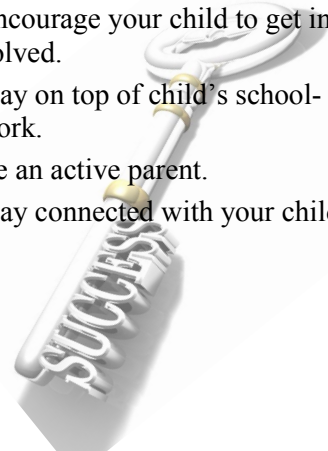 ncourage your child to get in
olved.
ay on top of child's school-
ork.
e an active parent.
ay connected with your child
SUCCESS